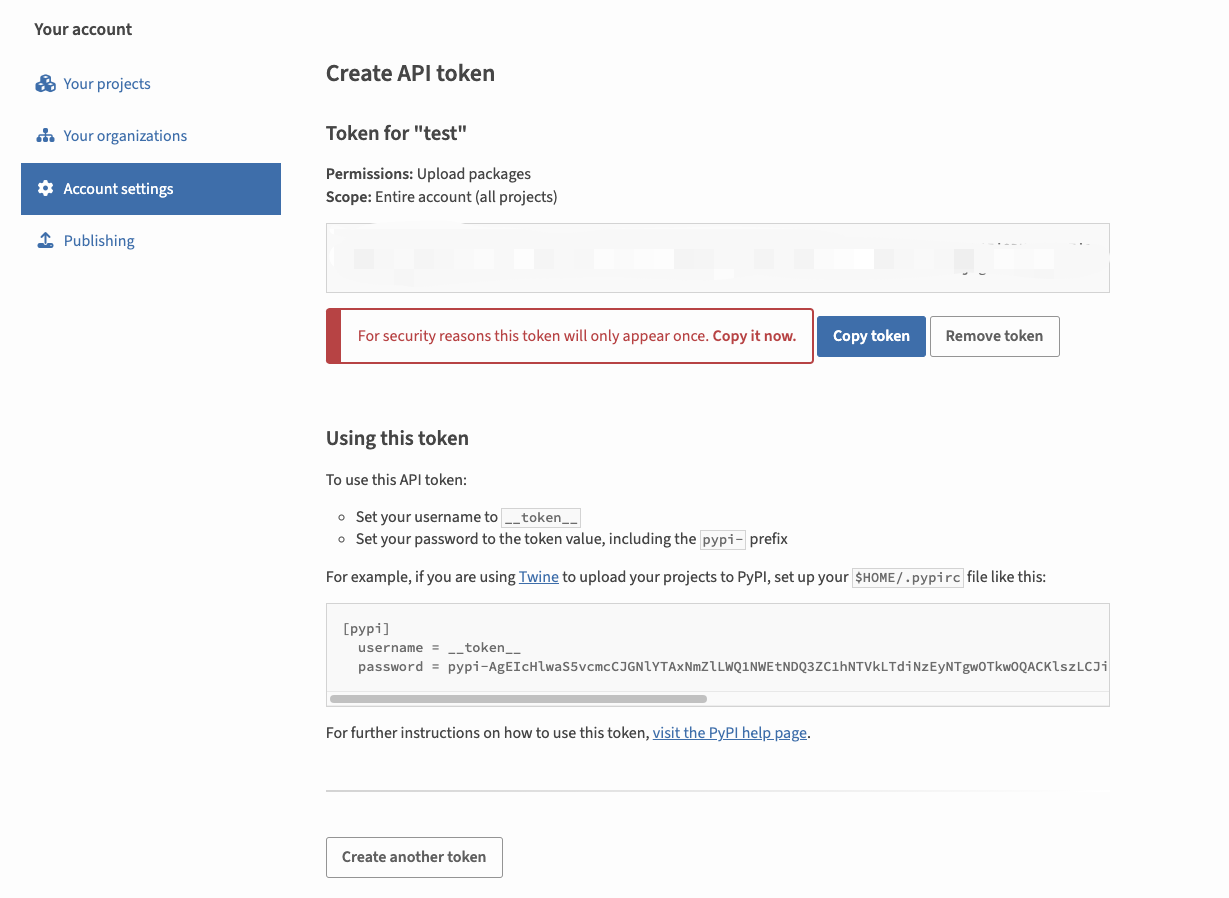 Your account
Your projects
Your organizations
Account settings
Publishing
Create API token
Token for "test"
Permissions: Upload packages
Scope: Entire account (all projects)
For security reasons this token will only appear once. Copy it now.
Copy token
Remove token
Using this token
To use this API token:
Set your username to __token__
Set your password to the token value, including the pypi- prefix
For example, if you are using Twine to upload your projects to PyPI, set up your $HOME/.pypirc file like this:
[pypi]
username = __token__
password = pypi-AgEIcHlwaS5vcmcCJGNlYTAxNmZlLWQ1NWEtNDQ3ZC1hNTVkLTdiNzEyNTgwOTkwOQACKlszLCJi
For further instructions on how to use this token, visit the PyPI help page.
Create another token